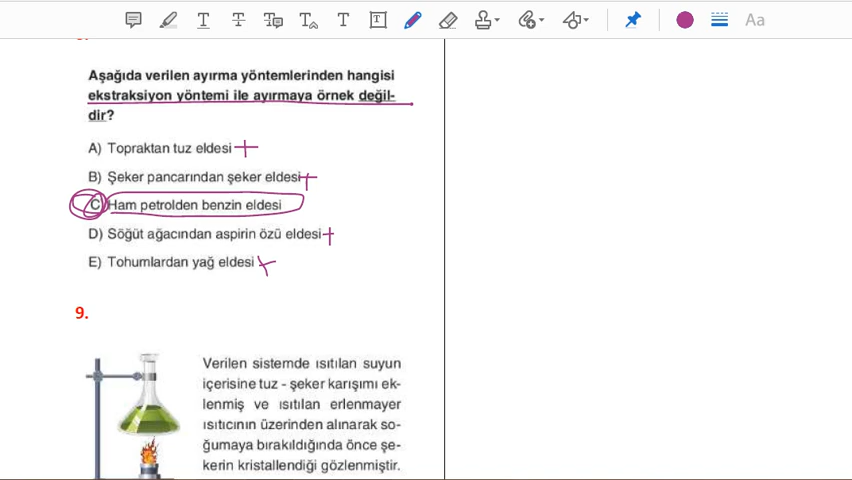 Aa
Aşağıda verilen ayırma yöntemlerinden hangisi
ekstraksiyon yöntemi ile ayırmaya örnek değil-
dir?
A) Topraktan tuz eldesi
B) Şeker pancarından şeker eldesi
C) Ham petrolden benzin eldesi
D) Söğüt ağacından aspirin özü eldesi
E) Tohumlardan yağ eldesi
9.
Verilen sistemde ısıtılan suyun
içerisine tuz - şeker karışımı ek-
lenmiş ve ısıtılan erlenmayer
ısıtıcının üzerinden alınarak so-
ğumaya bırakıldığında önce şe-
kerin kristallendiği gözlenmiştir.